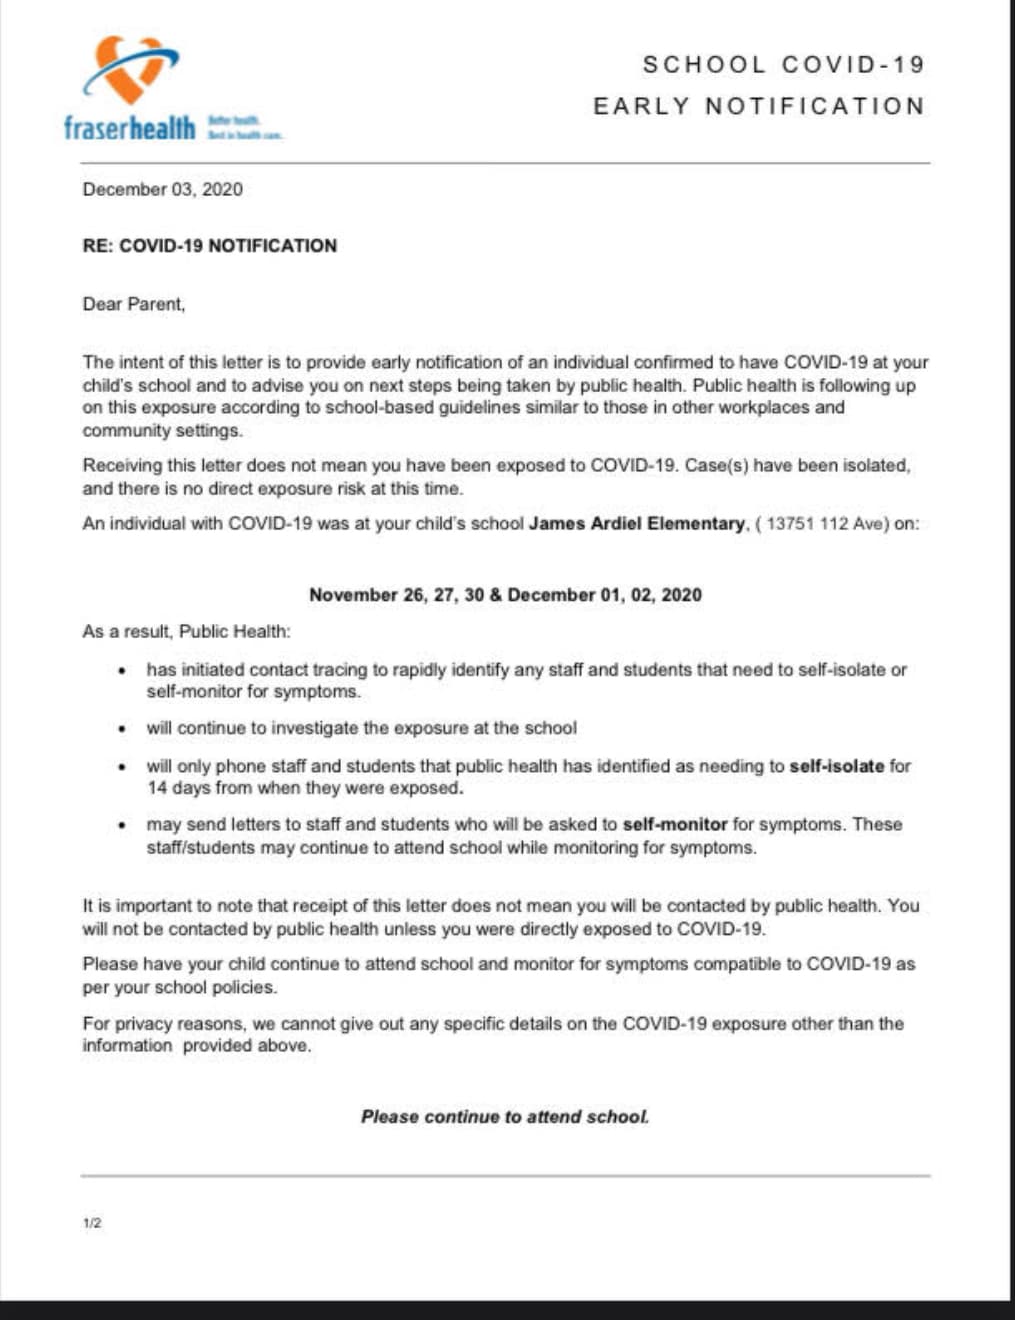 SCHOOL COVID-19
EARLY NOTIFICATION
fraserhealth
Better health.
Best in health care.
December 03, 2020
RE: COVID-19 NOTIFICATION
Dear Parent,
The intent of this letter is to provide early notification of an individual confirmed to have COVID-19 at your
child's school and to advise you on next steps being taken by public health. Public health is following up
on this exposure according to school-based guidelines similar to those in other workplaces and
community settings.
Receiving this letter does not mean you have been exposed to COVID-19. Case(s) have been isolated,
and there is no direct exposure risk at this time.
An individual with COVID-19 was at your child's school James Ardiel Elementary, ( 13751 112 Ave) on:
November 26, 27, 30 & December 01, 02, 2020
As a result, Public Health:
• has initiated contact tracing to rapidly identify any staff and students that need to self-isolate or
self-monitor for symptoms.
• will continue to investigate the exposure at the school
• will only phone staff and students that public health has identified as needing to self-isolate for
14 days from when they were exposed.
• may send letters to staff and students who will be asked to self-monitor for symptoms. These
staff/students may continue to attend school while monitoring for symptoms.
It is important to note that receipt of this letter does not mean you will be contacted by public health. You
will not be contacted by public health unless you were directly exposed to COVID-19.
Please have your child continue to attend school and monitor for symptoms compatible to COVID-19 as
per your school policies.
For privacy reasons, we cannot give out any specific details on the COVID-19 exposure other than the
information provided above.
Please continue to attend school.
1/2